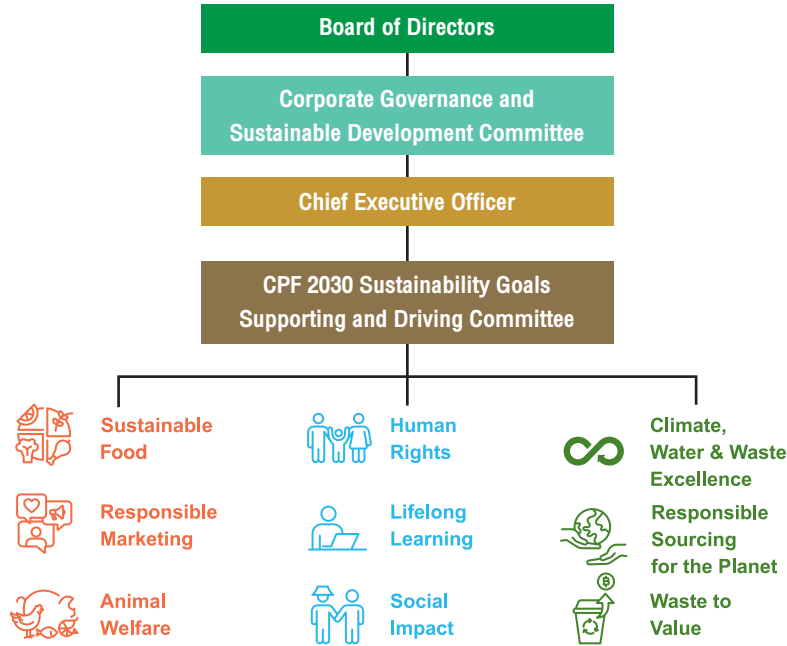 Board of Directors
Corporate Governance and
Sustainable Development Committee
Chief Executive Officer
CPF 2030 Sustainability Goals
Supporting and Driving Committee
Sustainable
Food
Responsible
Marketing
Animal
Welfare
Human
Rights
Lifelong
Learning
Social
Impact
Climate,
Water & Waste
Excellence
Responsible
Sourcing
for the Planet
฿
Waste to
Value